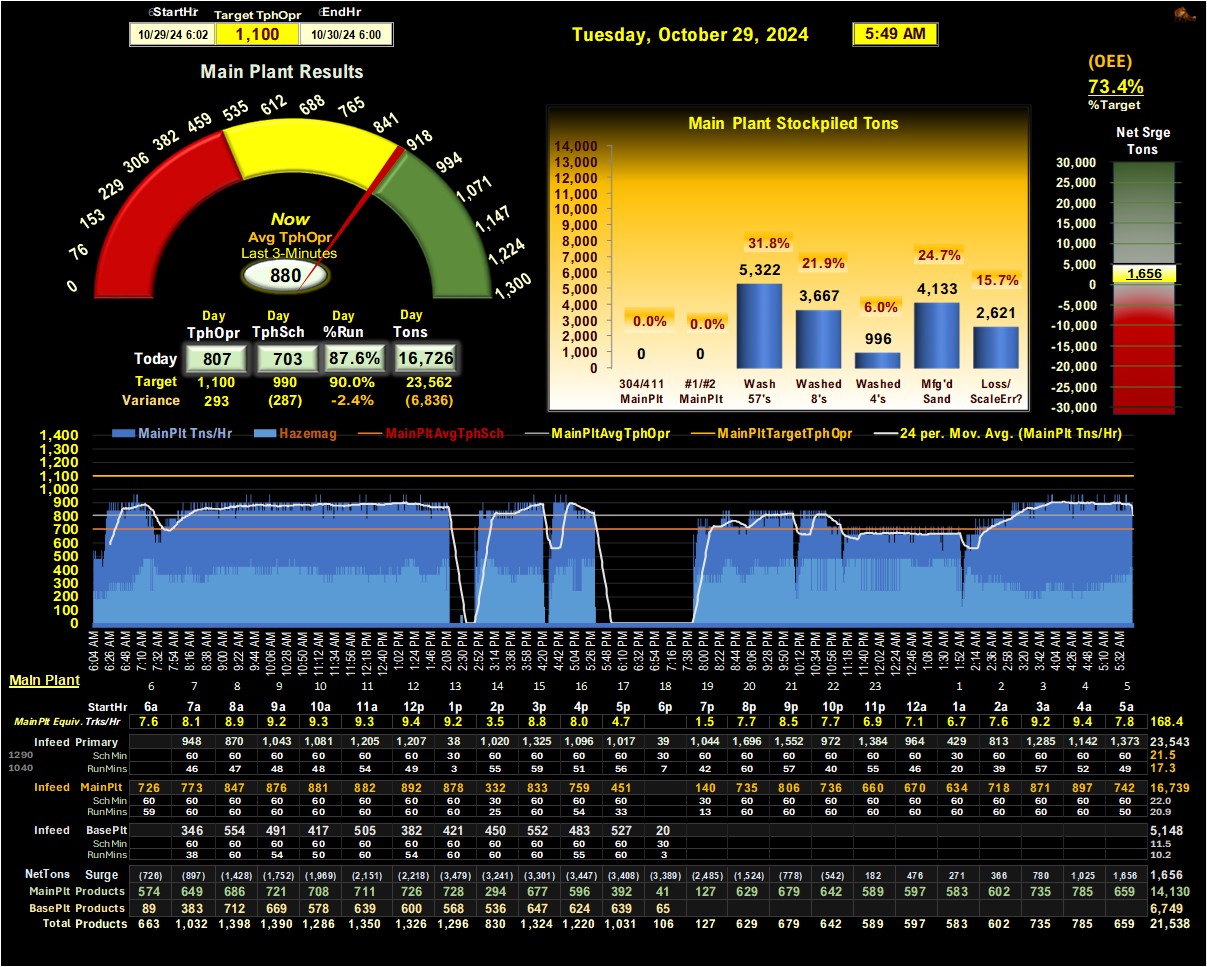 StartHr Target TphOpr EndHr
10/29/24 6:02 1,100 10/30/24 6:00
Tuesday, October 29, 2024 5:49 AM
(OEE)
73.4%
%Target
Main Plant Results
0 76 153 229 306 382 459 535 612 688 765 841 918 994 1,071 1,147 1,224 1,300
Now
Avg TphOpr
Last 3-Minutes
880
Day Day Day Day
TphOpr TphSch %Run Tons
Today 807 703 87.6% 16,726
Target 1,100 990 90.0% 23,562
Variance 293 (287) -2.4% (6,836)
Main Plant Stockpiled Tons
14,000
13,000
12,000
11,000
10,000
9,000
8,000
7,000
6,000
5,000
4,000
3,000
2,000
1,000
0
0.0% 0.0% 31.8% 21.9% 6.0% 24.7% 15.7%
0 0 5,322 3,667 996 4,133 2,621
304/411 #1/#2 Wash Washed Washed Mfg'd Loss/
MainPlt MainPlt 57's 8's 4's Sand ScaleErr?
Net Srge
Tons
30,000
25,000
20,000
15,000
10,000
5,000
1,656
0
-5,000
-10,000
-15,000
-20,000
-25,000
-30,000
MainPlt Tns/Hr Hazemag MainPltAvgTphSch MainPltAvgTphOpr MainPltTargetTphOpr 24 per. Mov. Avg. (MainPlt Tns/Hr)
1,400
1,300
1,200
1,100
1,000
900
800
700
600
500
400
300
200
100
0
6:04 AM 6:26 AM 6:48 AM 7:10 AM 7:32 AM 7:54 AM 8:16 AM 8:38 AM 9:00 AM 9:22 AM 9:44 AM 10:06 AM 10:28 AM 10:50 AM 11:12 AM 11:34 AM 11:56 AM 12:18 PM 12:40 PM 1:02 PM 1:24 PM 1:46 PM 2:08 PM 2:30 PM 2:52 PM 3:14 PM 3:36 PM 3:58 PM 4:20 PM 4:42 PM 5:04 PM 5:26 PM 5:48 PM 6:10 PM 6:32 PM 6:54 PM 7:16 PM 7:38 PM 8:00 PM 8:22 PM 8:44 PM 9:06 PM 9:28 PM 9:50 PM 10:12 PM 10:34 PM 10:56 PM 11:18 PM 11:40 PM 12:02 AM 12:24 AM 12:46 AM 1:08 AM 1:30 AM 1:52 AM 2:14 AM 2:36 AM 2:58 AM 3:20 AM 3:42 AM 4:04 AM 4:26 AM 4:48 AM 5:10 AM 5:32 AM
Main Plant
6 7 8 9 10 11 12 13 14 15 16 17 18 19 20 21 22 23 1 2 3 4 5
StartHr 6a 7a 8a 9a 10a 11a 12p 1p 2p 3p 4p 5p 6p 7p 8p 9p 10p 11p 12a 1a 2a 3a 4a 5a
MainPlt Equiv. Trks/Hr 7.6 8.1 8.9 9.2 9.3 9.3 9.4 9.2 3.5 8.8 8.0 4.7 1.5 7.7 8.5 7.7 6.9 7.1 6.7 7.6 9.2 9.4 7.8 168.4
Infeed Primary 948 870 1,043 1,081 1,205 1,207 38 1,020 1,325 1,096 1,017 39 1,044 1,696 1,552 972 1,384 964 429 813 1,285 1,142 1,373 23,543
1290 Sch Min 60 60 60 60 60 60 30 60 60 60 60 30 60 60 60 60 60 60 30 60 60 60 60 21.5
1040 RunMins 46 47 48 48 54 49 3 55 59 51 56 7 42 60 57 40 55 46 20 39 57 52 49 17.3
Infeed MainPlt 726 773 847 876 881 882 892 878 332 833 759 451 140 735 806 736 660 670 634 718 871 897 742 16,739
Sch Min 60 60 60 60 60 60 60 60 30 60 60 60 30 60 60 60 60 60 60 60 60 60 60 22.0
RunMins 59 60 60 60 60 60 60 60 25 60 54 33 13 60 60 60 60 60 60 60 60 60 50 20.9
Infeed BasePlt 346 554 491 417 505 382 421 450 552 483 527 20 5,148
Sch Min 60 60 60 60 60 60 60 60 60 60 60 30 11.5
RunMins 38 60 54 50 54 60 60 60 60 55 60 3 10.2
NetTons Surge (726) (897) (1,428) (1,752) (1,969) (2,151) (2,218) (3,479) (3,241) (3,301) (3,447) (3,408) (3,389) (2,485) (1,524) (778) (542) 182 476 271 366 780 1,025 1,656 1,656
MainPlt Products 574 649 686 721 708 711 726 728 294 677 596 392 41 127 629 679 642 589 597 583 602 735 785 659 14,130
BasePlt Products 89 383 712 669 578 639 600 568 536 647 624 639 65 6,749
Total Products 663 1,032 1,398 1,390 1,286 1,350 1,326 1,296 830 1,324 1,220 1,031 106 127 629 679 642 589 597 583 602 735 785 659 21,538